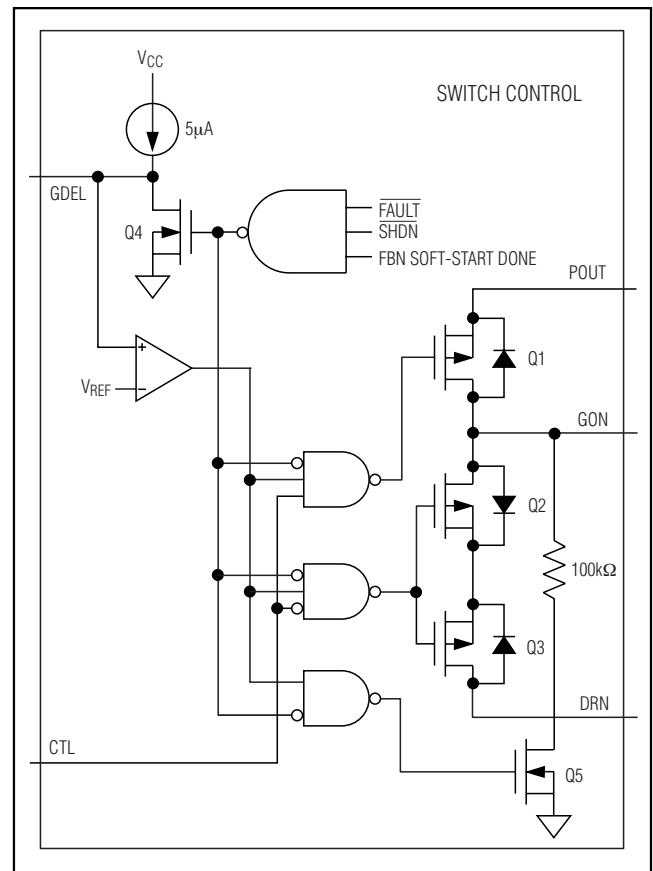 VCC
SWITCH CONTROL
5µA
GDEL
FAULT
Q4
SHDN
FBN SOFT-START DONE
POUT
Q1
VREF
GON
Q2
100kΩ
Q3
DRN
CTL
Q5